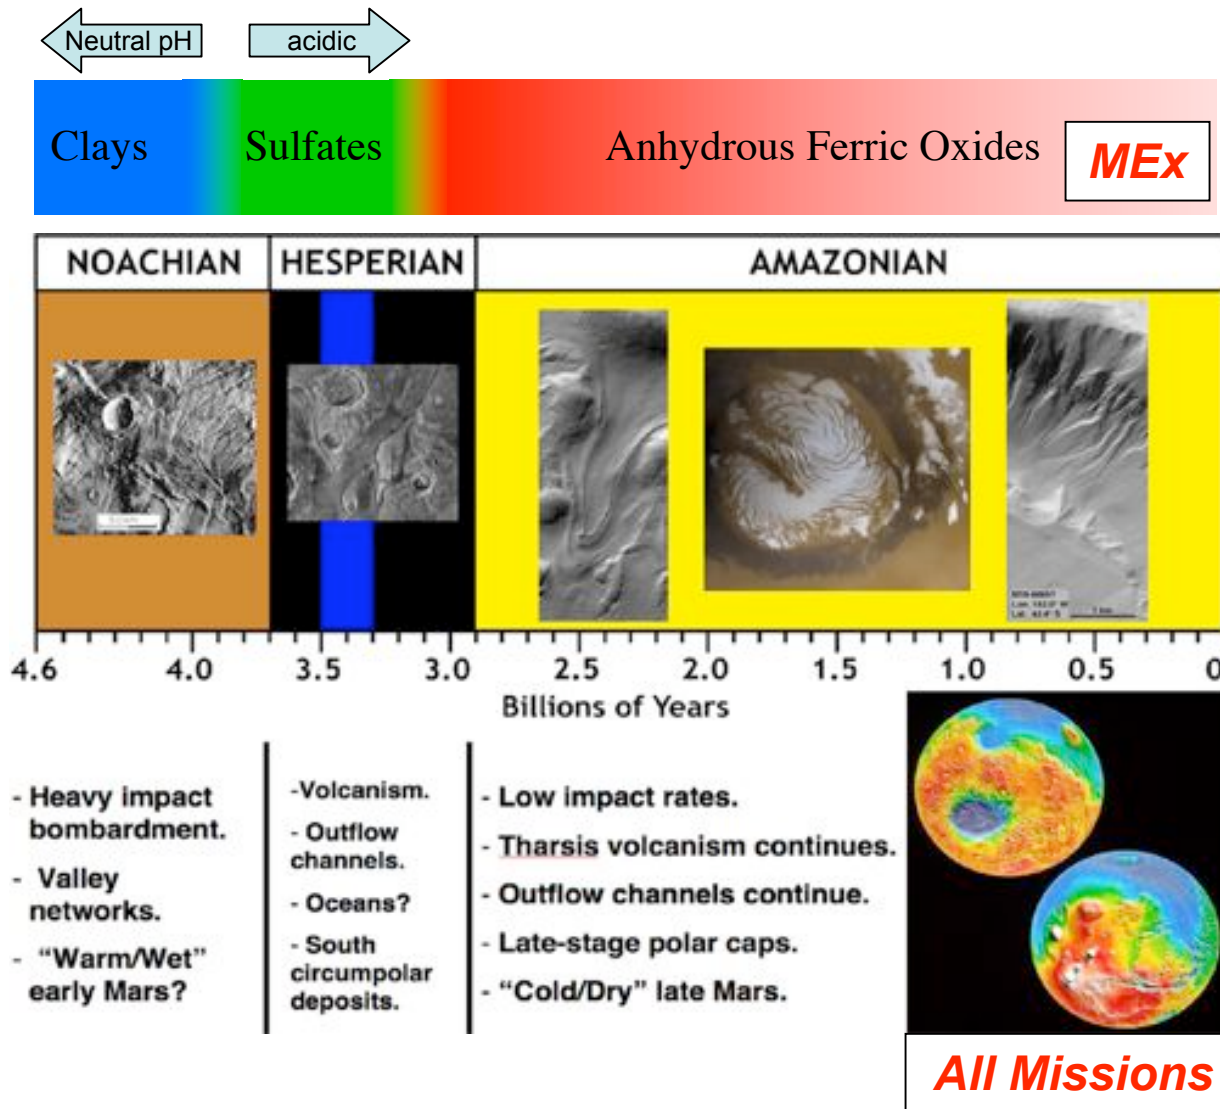 Neutral pH
acidic
Clays
Sulfates
Anhydrous Ferric Oxides
MEx
NOACHIAN
HESPERIAN
AMAZONIAN
4.6
4.0
3.5
3.0
2.5
2.0
1.5
1.0
0.5
0
Billions of Years
- Heavy impact
bombardment.
- Valley
networks.
- “Warm/Wet”
early Mars?
-Volcanism.
- Outflow
channels.
- Oceans?
- South
circumpolar
deposits.
- Low impact rates.
- Tharsis volcanism continues.
- Outflow channels continue.
- Late-stage polar caps.
- “Cold/Dry” late Mars.
All Missions